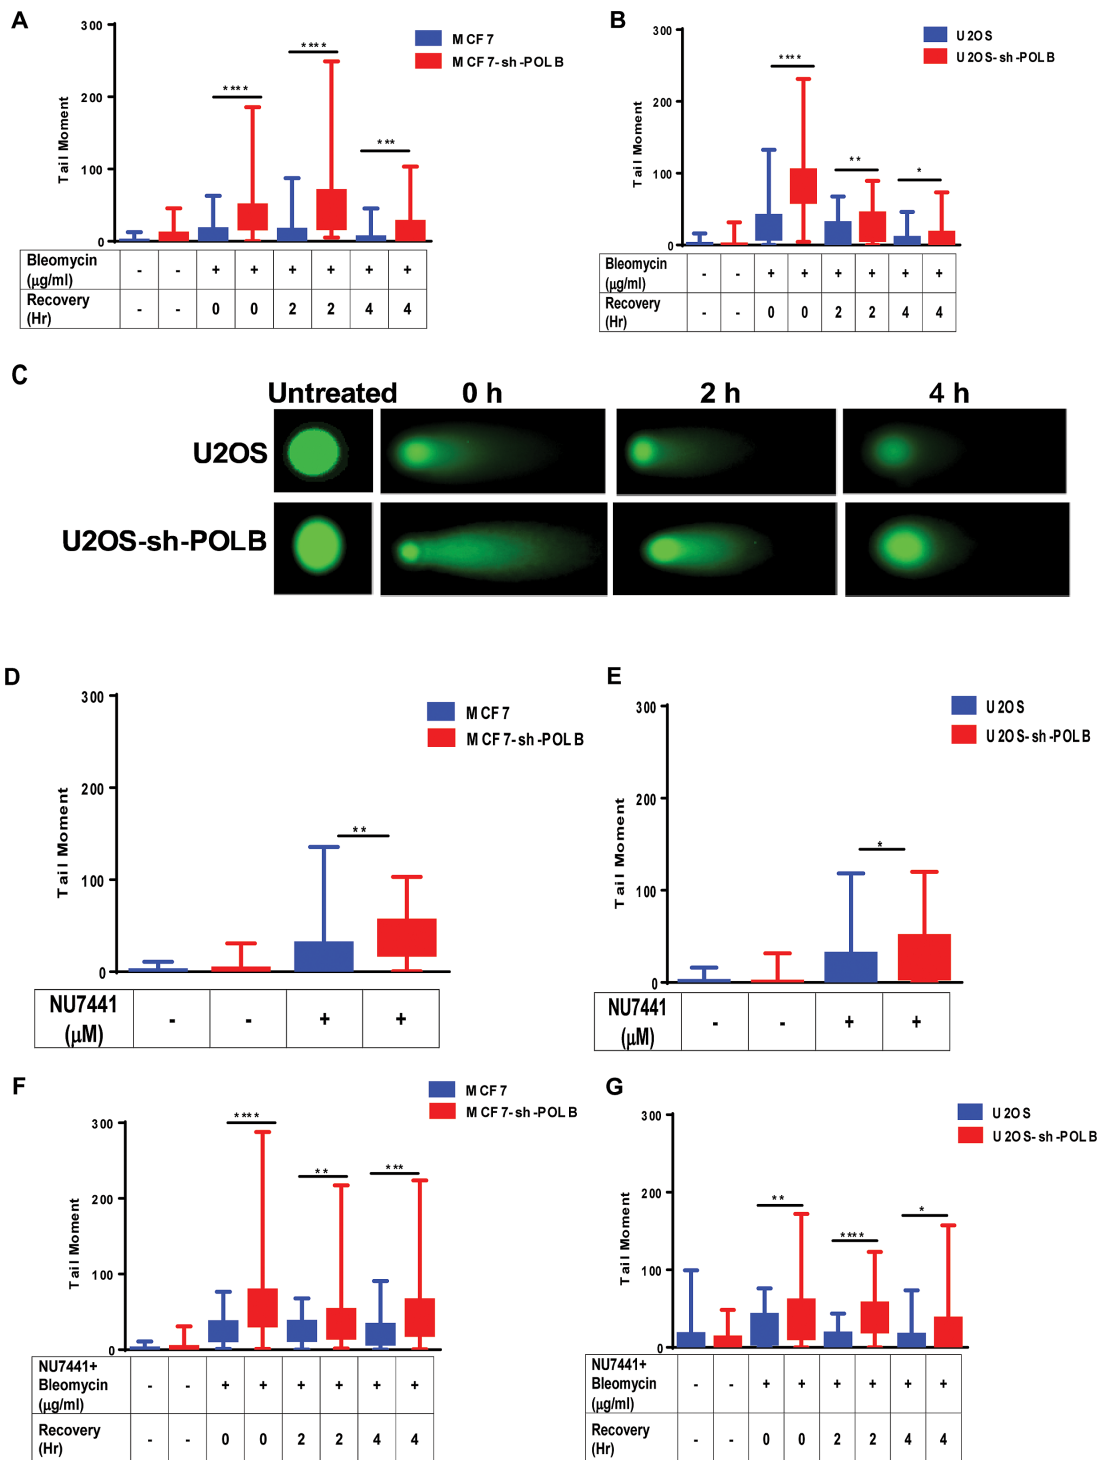 A
300
200
100
0
Tail Moment
MCF7
MCF7-sh-POLB
****
****
***
Bleomycin (µg/ml) - - + + + + + +
Recovery (Hr) - - 0 0 2 2 4 4
B
300
200
100
0
Tail Moment
U2OS
U2OS-sh-POLB
****
**
*
Bleomycin (µg/ml) - - + + + + + +
Recovery (Hr) - - 0 0 2 2 4 4
C
Untreated 0 h 2 h 4 h
U2OS
U2OS-sh-POLB
D
300
200
100
0
Tail Moment
MCF7
MCF7-sh-POLB
**
NU7441 (µM) - - + +
E
300
200
100
0
Tail Moment
U2OS
U2OS-sh-POLB
*
NU7441 (µM) - - + +
F
300
200
100
0
Tail Moment
MCF7
MCF7-sh-POLB
****
**
***
NU7441+ Bleomycin (µg/ml) - - + + + + + +
Recovery (Hr) - - 0 0 2 2 4 4
G
300
200
100
0
Tail Moment
U2OS
U2OS-sh-POLB
**
****
*
NU7441+ Bleomycin (µg/ml) - - + + + + + +
Recovery (Hr) - - 0 0 2 2 4 4